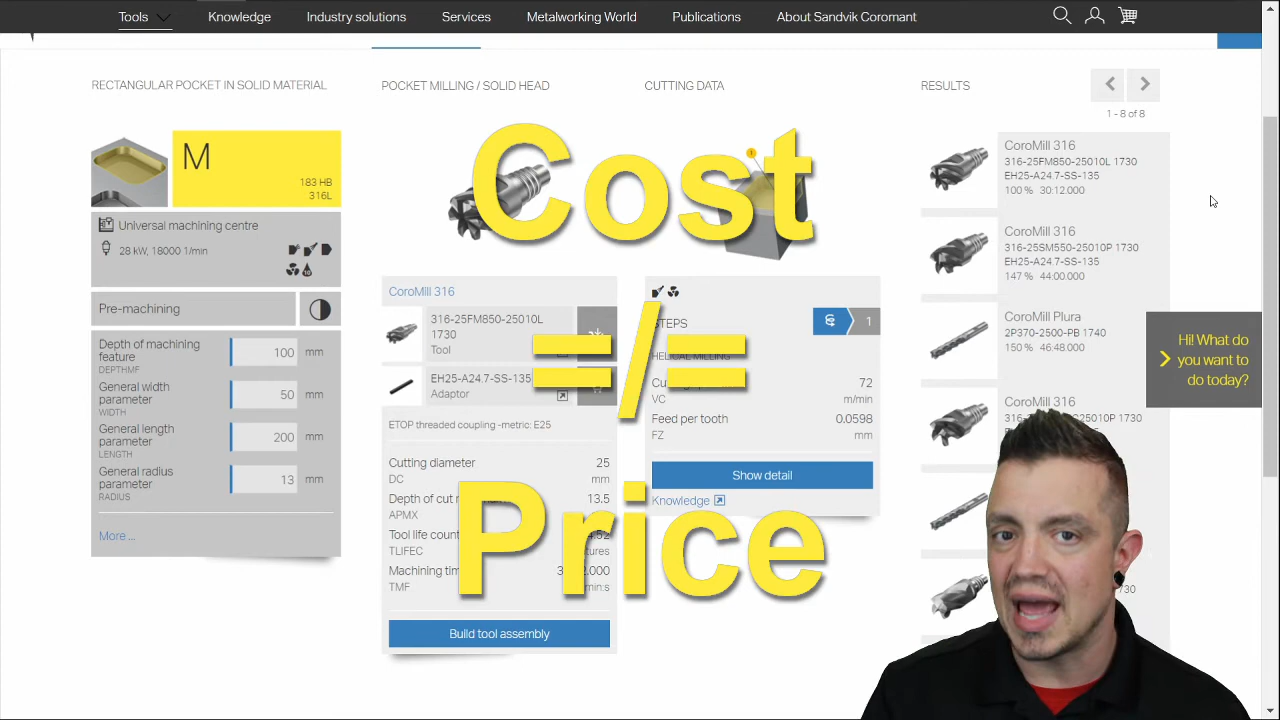 Tools
Knowledge
Industry solutions
Services
Metalworking World
Publications
About Sandvik Coromant
RECTANGULAR POCKET IN SOLID MATERIAL
M
183 HB
316L
Universal machining centre
28 kW, 18000 1/min
Pre-machining
Depth of machining feature 100 mm
DEPTHMF
General width parameter 50 mm
WIDTH
General length parameter 200 mm
LENGTH
General radius parameter 13 mm
RADIUS
More ...
POCKET MILLING / SOLID HEAD
CoroMill 316
316-25FM850-25010L
1730
Tool
EH25-A24.7-SS-135
Adaptor
ETOP threaded coupling -metric: E25
Cutting diameter 25
DC mm
Depth of cut 13.5
APMX mm
Tool life
TLIFEC
Machining
TMF
Build tool assembly
CUTTING DATA
STEPS
1
HELICAL MILLING
72
VC m/min
Feed per tooth 0.0598
FZ mm
Show detail
Knowledge
Cost
=/=
Price
RESULTS
1 - 8 of 8
CoroMill 316
316-25FM850-25010L 1730
EH25-A24.7-SS-135
100 % 30:12.000
CoroMill 316
316-25SM550-25010P 1730
EH25-A24.7-SS-135
147 % 44:00.000
CoroMill Plura
2P370-2500-PB 1740
150 % 46:48.000
CoroMill 316
Hi! What do
you want to
do today?